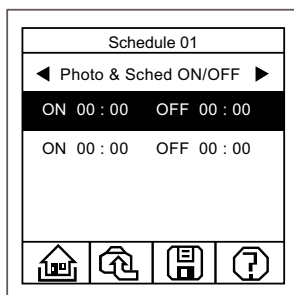 Schedule 01
◀ Photo & Sched ON/OFF ▶
ON 00 : 00 OFF 00 : 00
ON 00 : 00 OFF 00 : 00
?